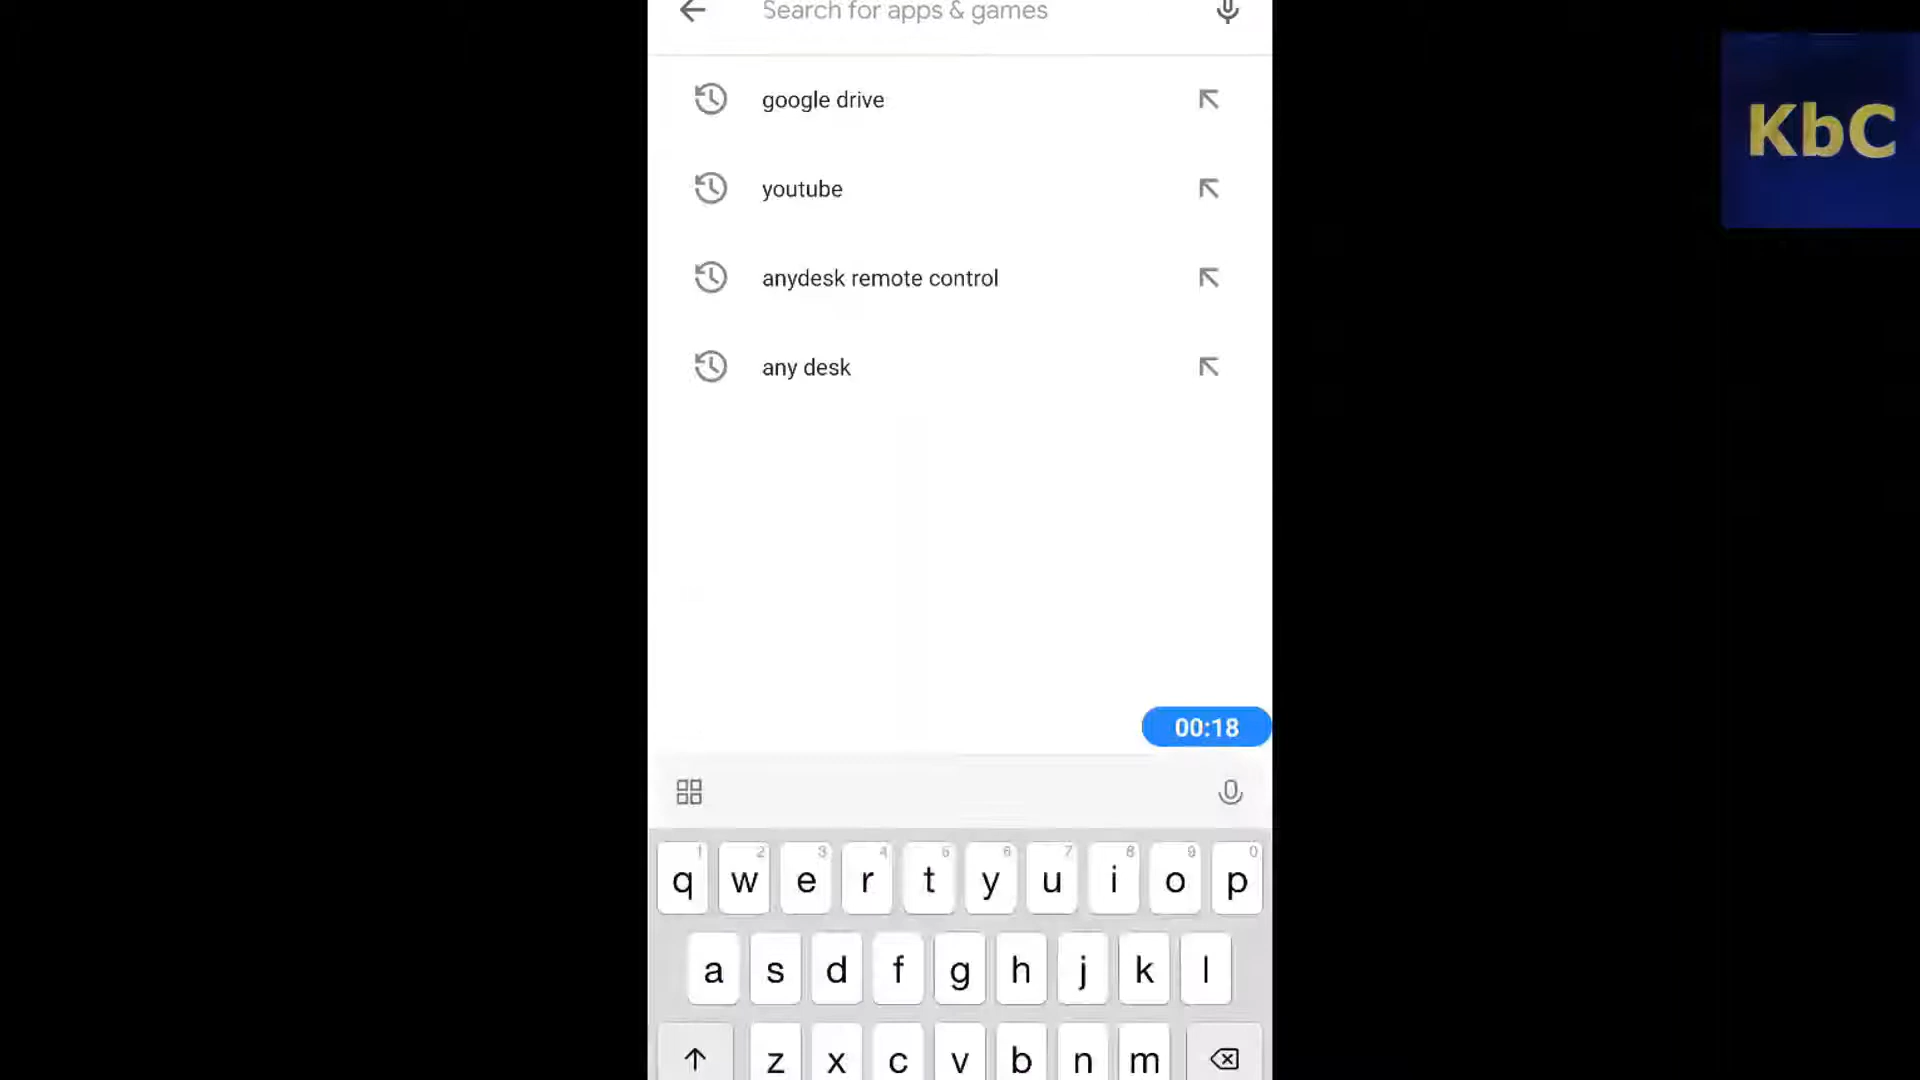 Search for apps & games
KbC
google drive
youtube
anydesk remote control
any desk
00:18
1 2 3 4 5 6 7 8 9 0
q w e r t y u i o p
a s d f g h j k l
z x c v b n m